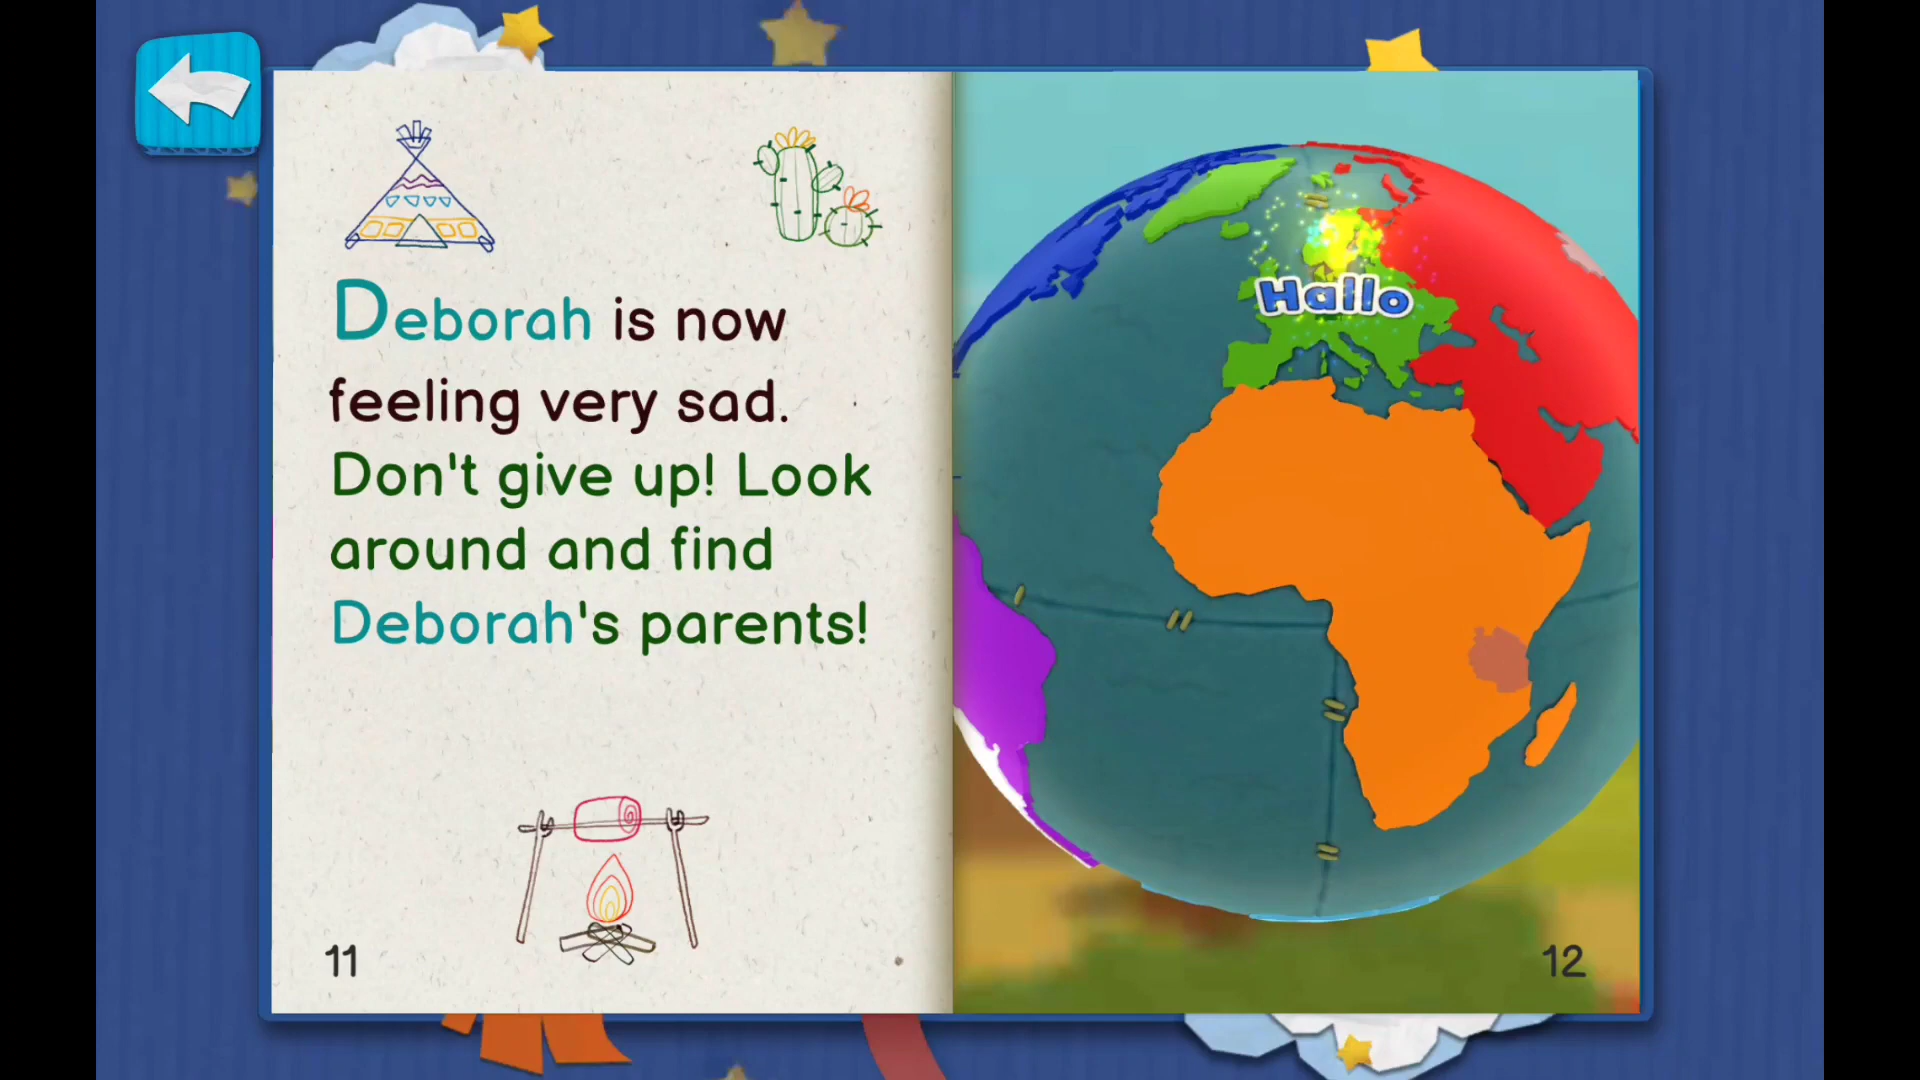 Deborah is now
feeling very sad.
Don't give up! Look
around and find
Deborah's parents!
11
Hallo
12